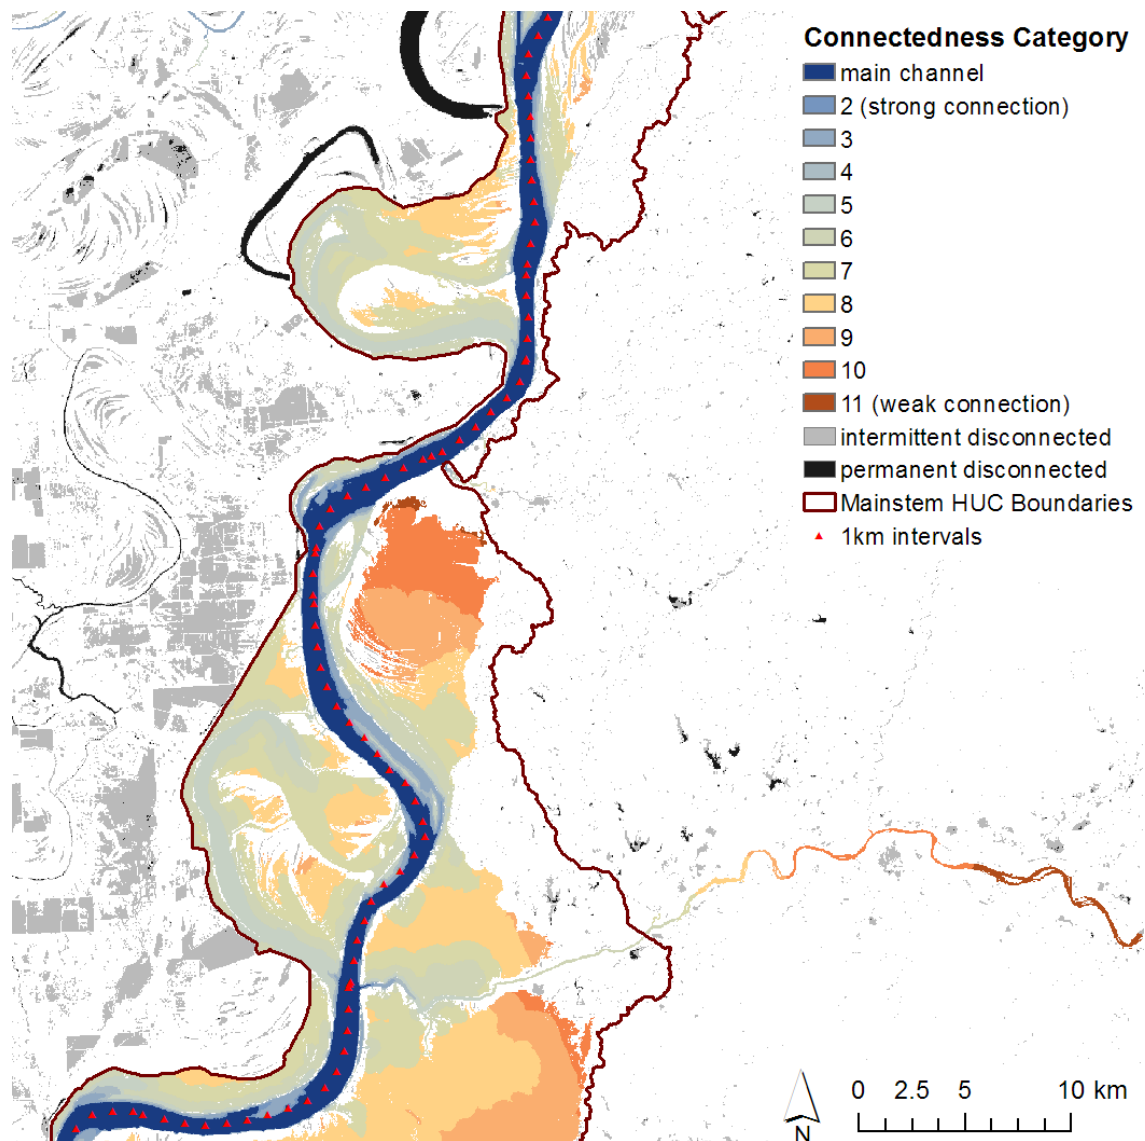 Connectedness Category
main channel
2 (strong connection)
3
4
5
6
7
8
9
10
11 (weak connection)
intermittent disconnected
permanent disconnected
Mainstem HUC Boundaries
1km intervals
0 2.5 5 10 km
N